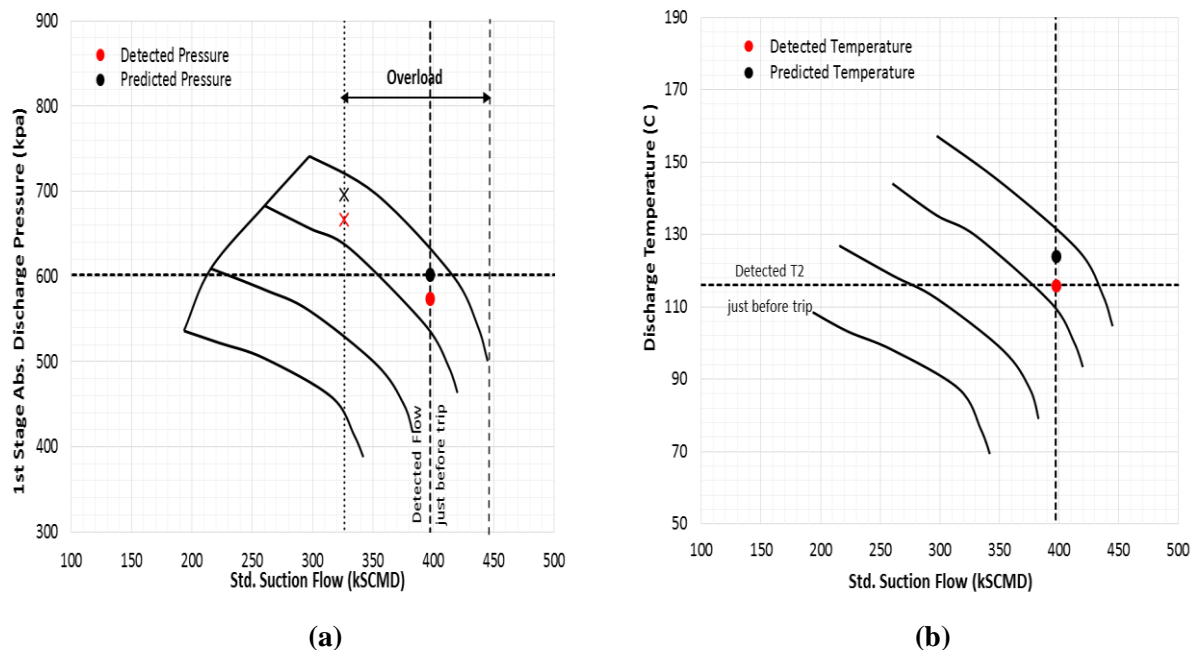 900
800
700
600
500
400
300
1st Stage Abs. Discharge Pressure (kpa)
Detected Pressure
Predicted Pressure
Overload
Detected Flow
just before trip
100 150 200 250 300 350 400 450 500
Std. Suction Flow (kSCMD)
(a)
190
170
150
130
110
90
70
50
Discharge Temperature (C )
Detected Temperature
Predicted Temperature
Detected T2
just before trip
100 150 200 250 300 350 400 450 500
Std. Suction Flow (kSCMD)
(b)